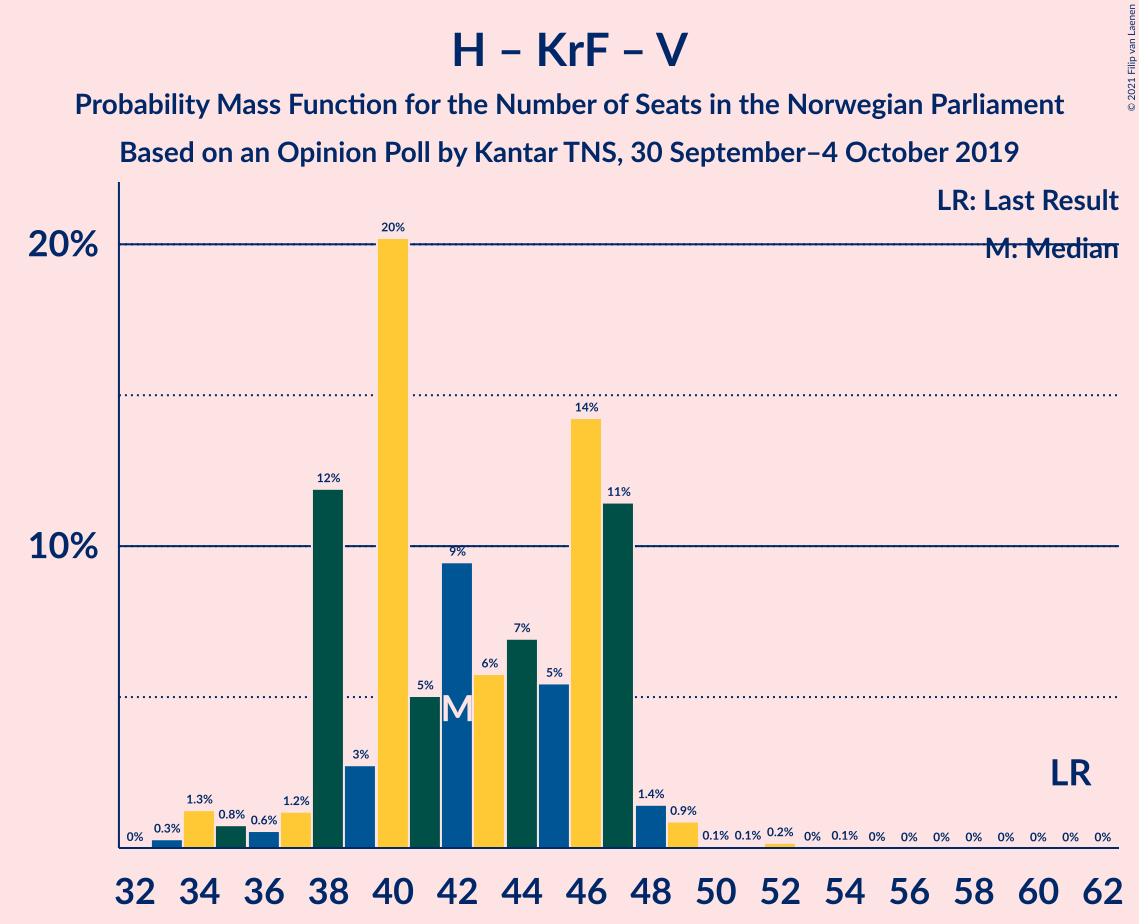 H – KrF – V
Probability Mass Function for the Number of Seats in the Norwegian Parliament
Based on an Opinion Poll by Kantar TNS, 30 September–4 October 2019
© 2021 Filip van Laenen
LR: Last Result
M: Median
20%
10%
0% 0.3% 1.3% 0.8% 0.6% 1.2% 12% 3% 20% 5% 9% 6% 7% 5% 14% 11% 1.4% 0.9% 0.1% 0.1% 0.2% 0% 0.1% 0% 0% 0% 0% 0% 0% 0% 0%
M
LR
32 34 36 38 40 42 44 46 48 50 52 54 56 58 60 62